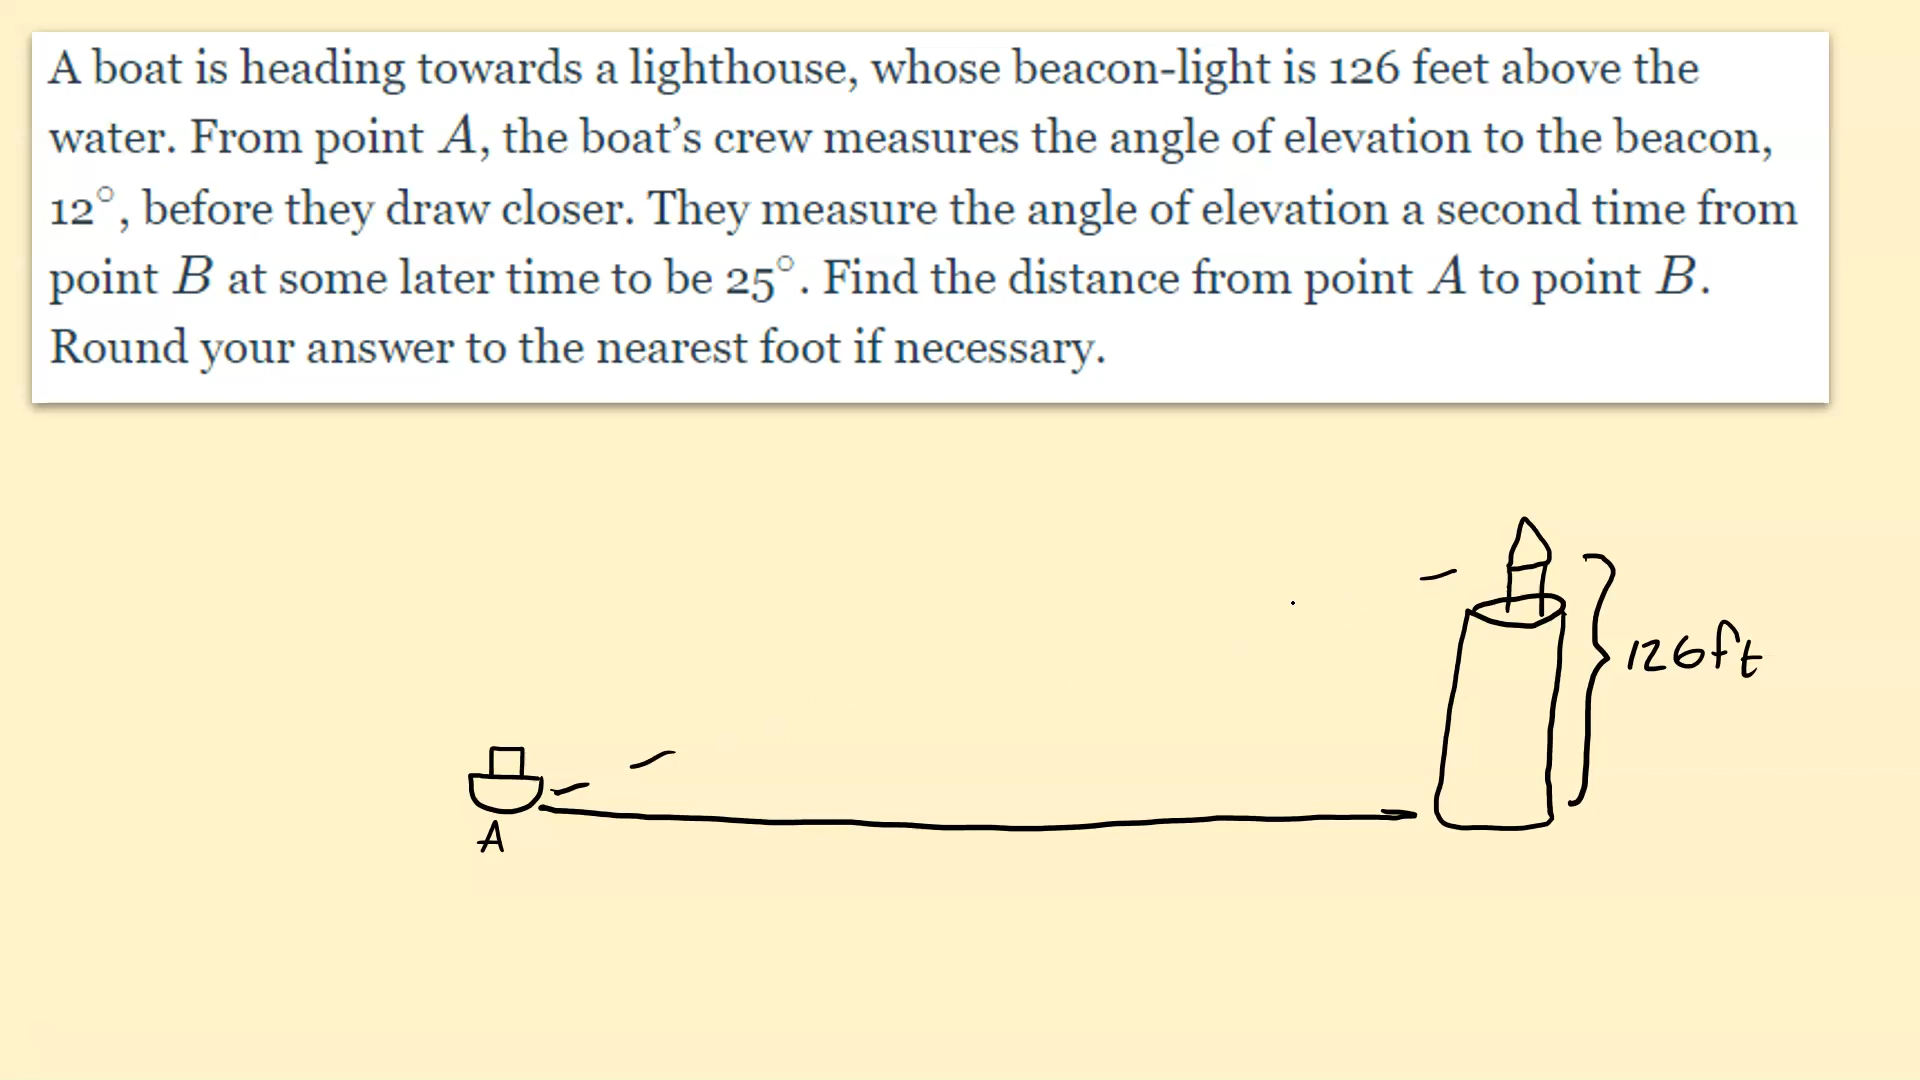 A boat is heading towards a lighthouse, whose beacon-light is 126 feet above the
water. From point A, the boat’s crew measures the angle of elevation to the beacon,
12°, before they draw closer. They measure the angle of elevation a second time from
point B at some later time to be 25°. Find the distance from point A to point B.
Round your answer to the nearest foot if necessary.
126ft
A